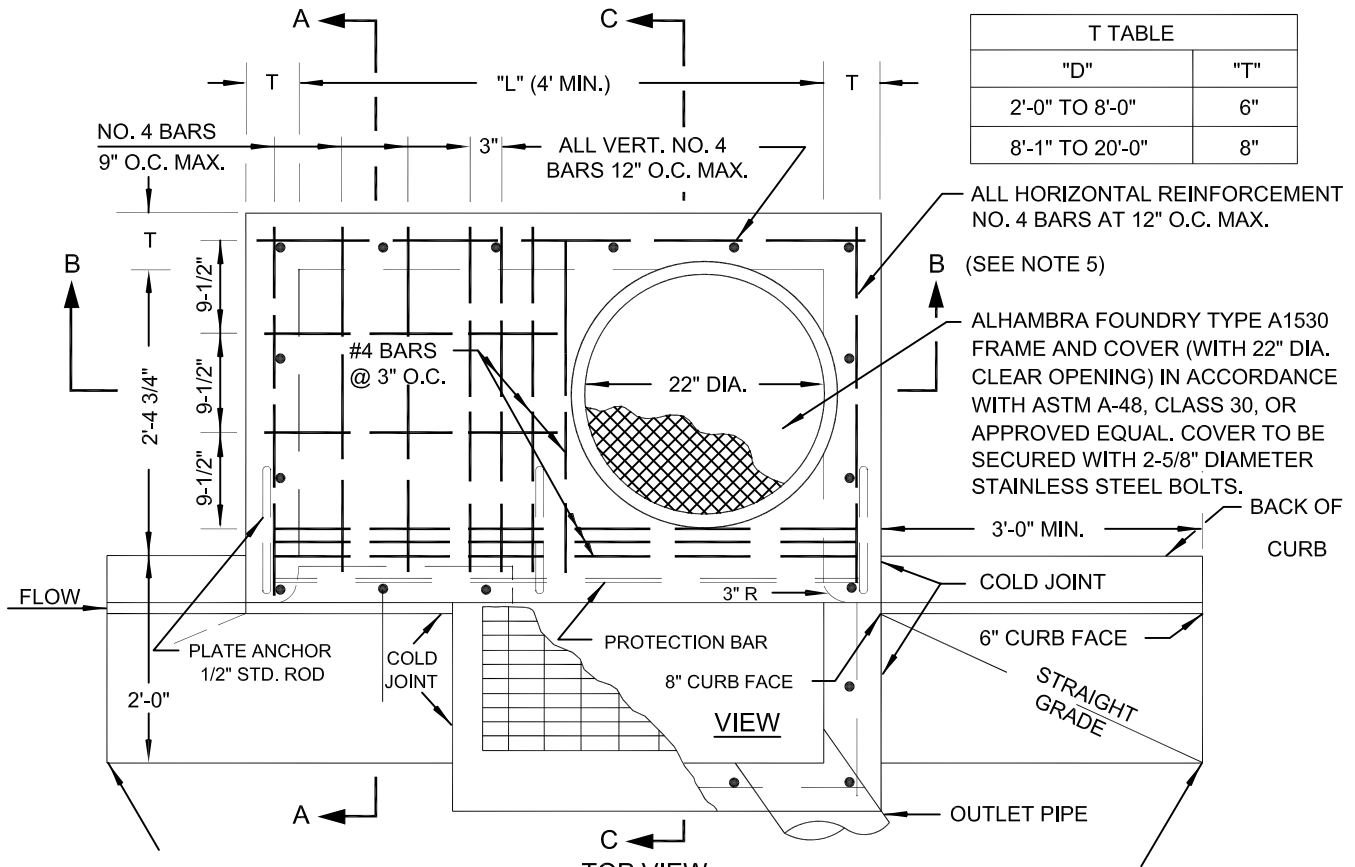 A
C
T TABLE
"D"
"T"
2'-0" TO 8'-0"
6"
8'-1" TO 20'-0"
8"
T
"L" (4' MIN.)
T
NO. 4 BARS
9" O.C. MAX.
3"
ALL VERT. NO. 4
BARS 12" O.C. MAX.
ALL HORIZONTAL REINFORCEMENT
NO. 4 BARS AT 12" O.C. MAX.
(SEE NOTE 5)
T
B
B
9-1/2"
9-1/2"
9-1/2"
2'-4 3/4"
#4 BARS
@ 3" O.C.
22" DIA.
ALHAMBRA FOUNDRY TYPE A1530
FRAME AND COVER (WITH 22" DIA.
CLEAR OPENING) IN ACCORDANCE
WITH ASTM A-48, CLASS 30, OR
APPROVED EQUAL. COVER TO BE
SECURED WITH 2-5/8" DIAMETER
STAINLESS STEEL BOLTS.
3'-0" MIN.
BACK OF
CURB
FLOW
COLD JOINT
3" R
PLATE ANCHOR
1/2" STD. ROD
COLD
JOINT
PROTECTION BAR
8" CURB FACE
6" CURB FACE
STRAIGHT
GRADE
2'-0"
VIEW
A
C
OUTLET PIPE
TOP VIEW